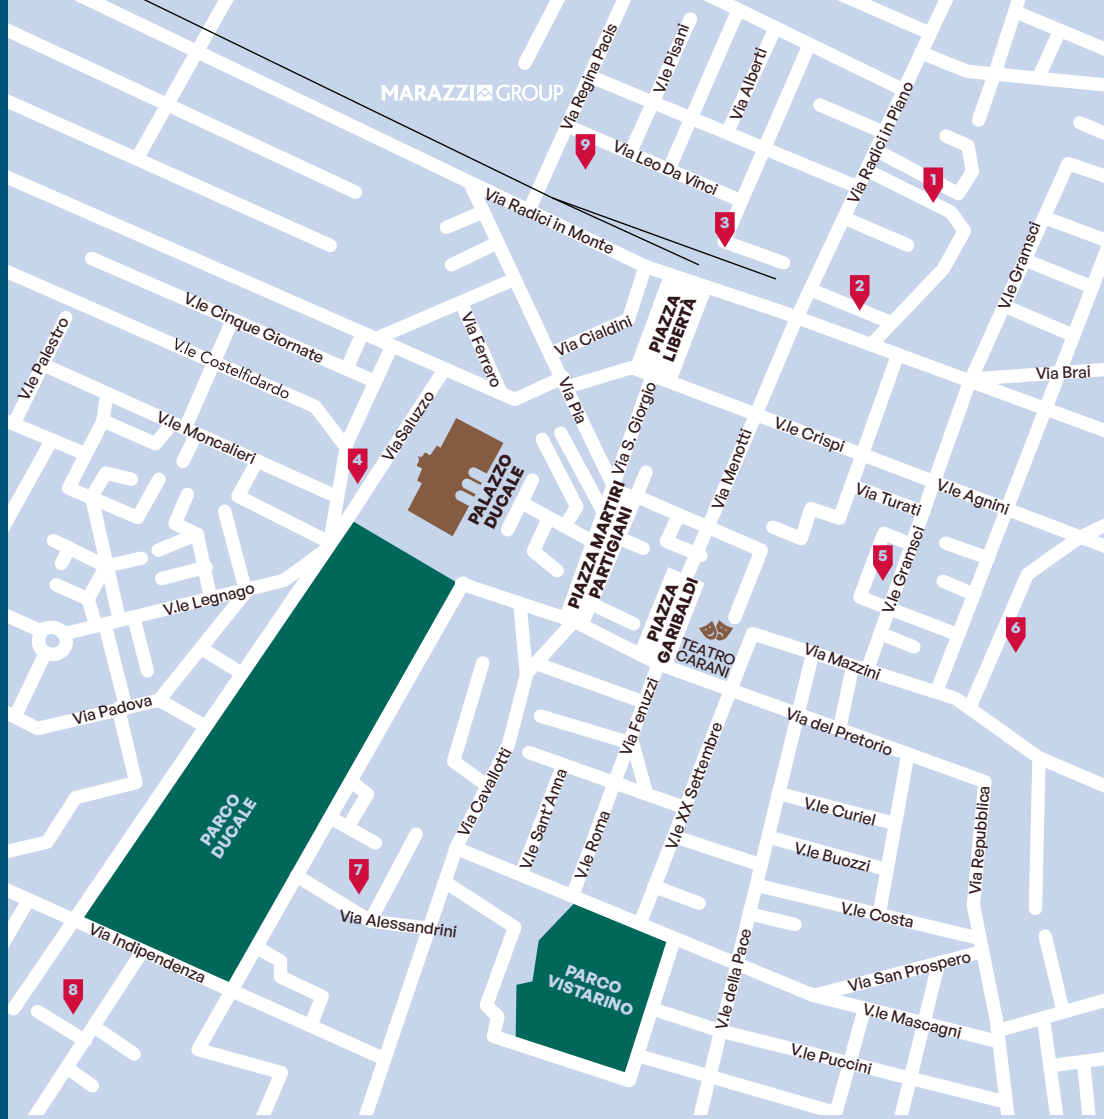 Via Regina Pacis
V.le Pisani
Via Alberti
MARAZZI GROUP
Via Radici in Piano
9
Via Leo Da Vinci
1
Via Radici in Monte
3
V.le Gramsci
2
V.le Cinque Giornate
Via Ferrero
Via Cialdini
PIAZZA
LIBERTÀ
V.le Palestro
V.le Costelfidardo
Via Brai
Via Pia
Via S. Giorgio
V.le Moncalieri
Via Saluzzo
V.le Crispi
4
PALAZZO
DUCALE
Via Menotti
Via Turati
V.le Agnini
PIAZZA MARTIRI
PARTIGIANI
5
V.le Gramsci
V.le Legnago
PIAZZA
GARIBALDI
6
TEATRO
CARANI
Via Mazzini
Via Padova
Via Fenuzzi
Via del Pretorio
V.le XX Settembre
Via Cavallotti
PARCO
DUCALE
V.le Sant'Anna
V.le Roma
V.le Curiel
Via Repubblica
V.le Buozzi
7
Via Alessandrini
V.le Costa
Via Indipendenza
PARCO
VISTARINO
V.le della Pace
Via San Prospero
8
V.le Mascagni
V.le Puccini